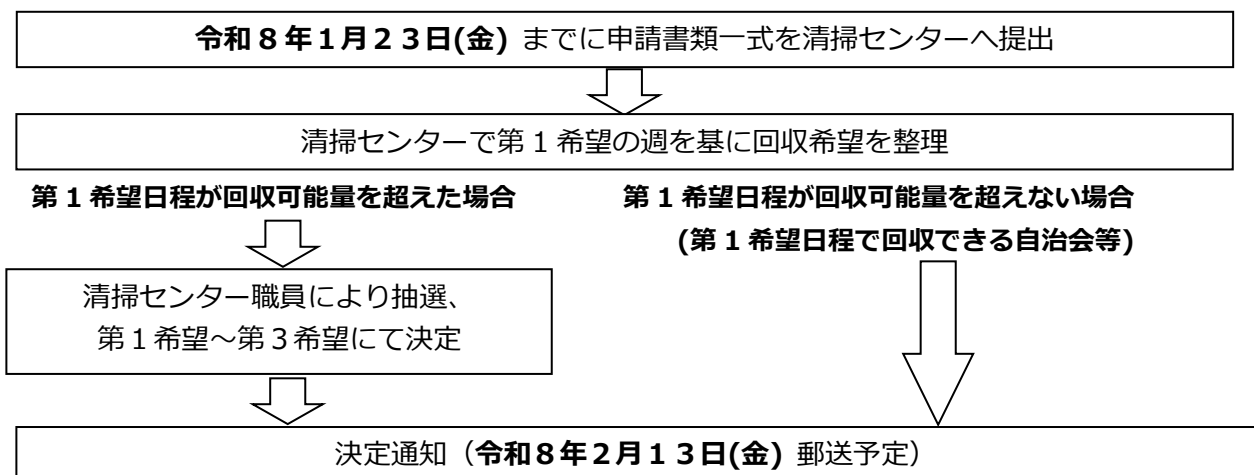 令和８年１月２３日(金) までに申請書類一式を清掃センターへ提出
清掃センターで第１希望の週を基に回収希望を整理
第１希望日程が回収可能量を超えた場合
第１希望日程が回収可能量を超えない場合
(第１希望日程で回収できる自治会等)
清掃センター職員により抽選、
第１希望～第３希望にて決定
決定通知（令和８年２月１３日(金) 郵送予定）